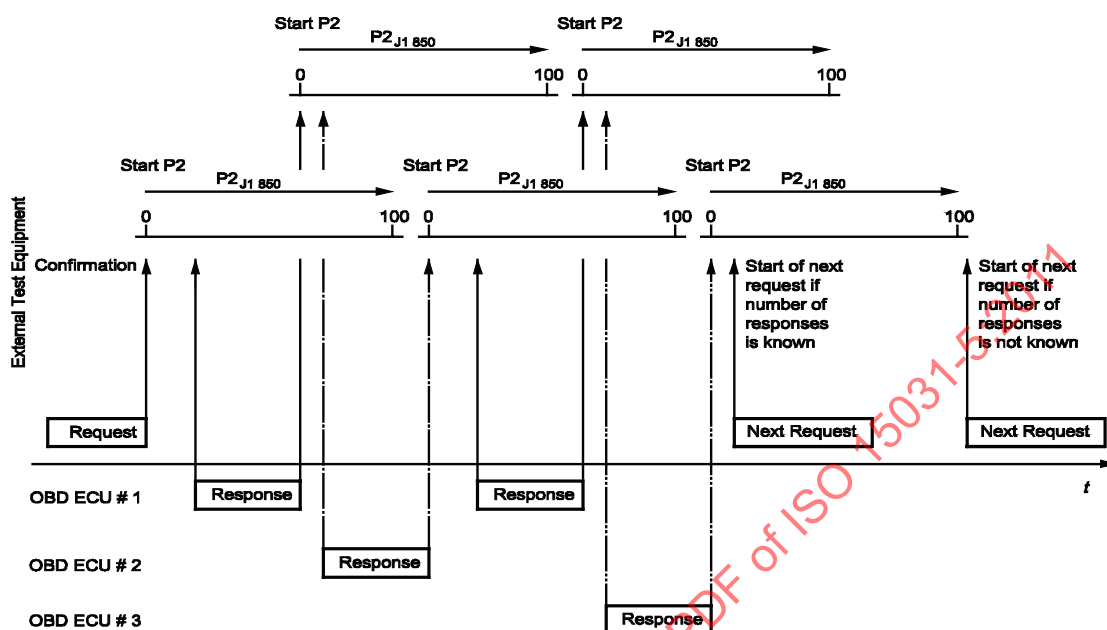 Start P2
Start P2
P2J1 850
P2J1 850
0
100
0
100
Start P2
Start P2
Start P2
P2J1 850
P2J1 850
P2J1 850
0
100
0
100
0
100
External Test Equipment
Confirmation
Start of next
request if
number of
responses
is known
Start of next
request if
number of
responses
is not known
Request
Next Request
Next Request
t
OBD ECU # 1
Response
Response
OBD ECU # 2
Response
OBD ECU # 3
Response
PDF of ISO 15031-5:2011